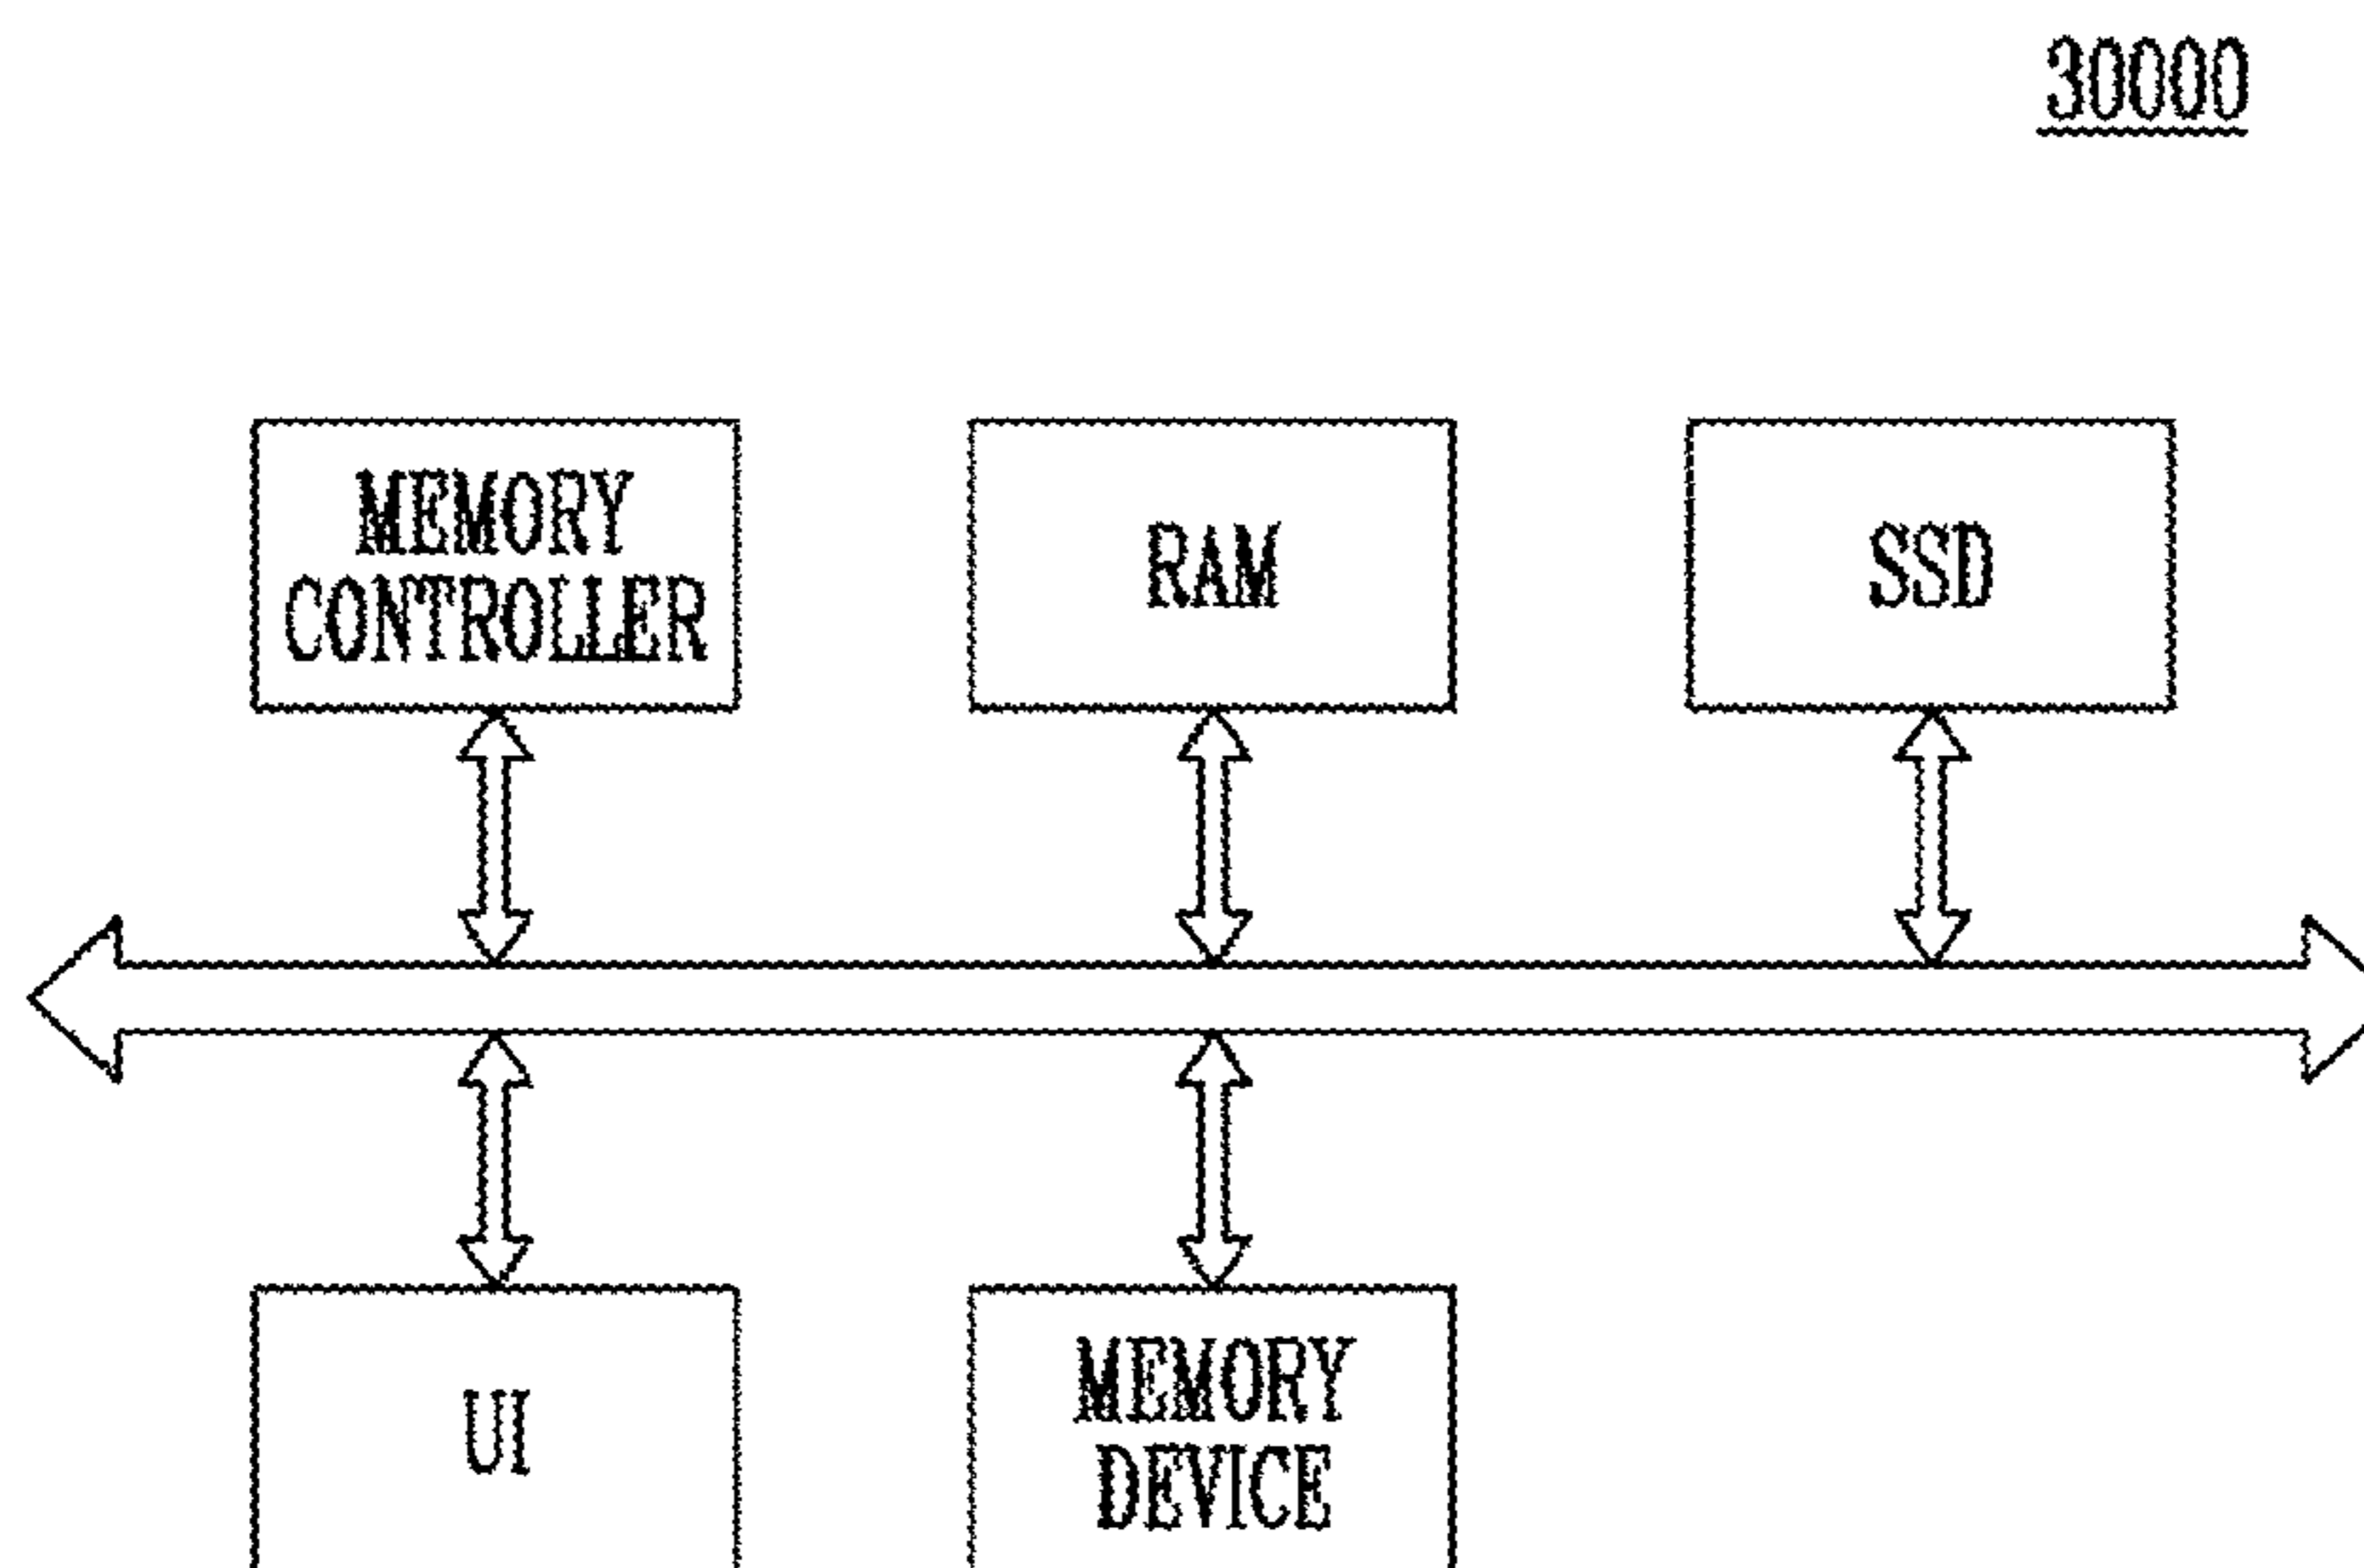 30000
MEMORY
CONTROLLER
RAM
SSD
UI
MEMORY
DEVICE